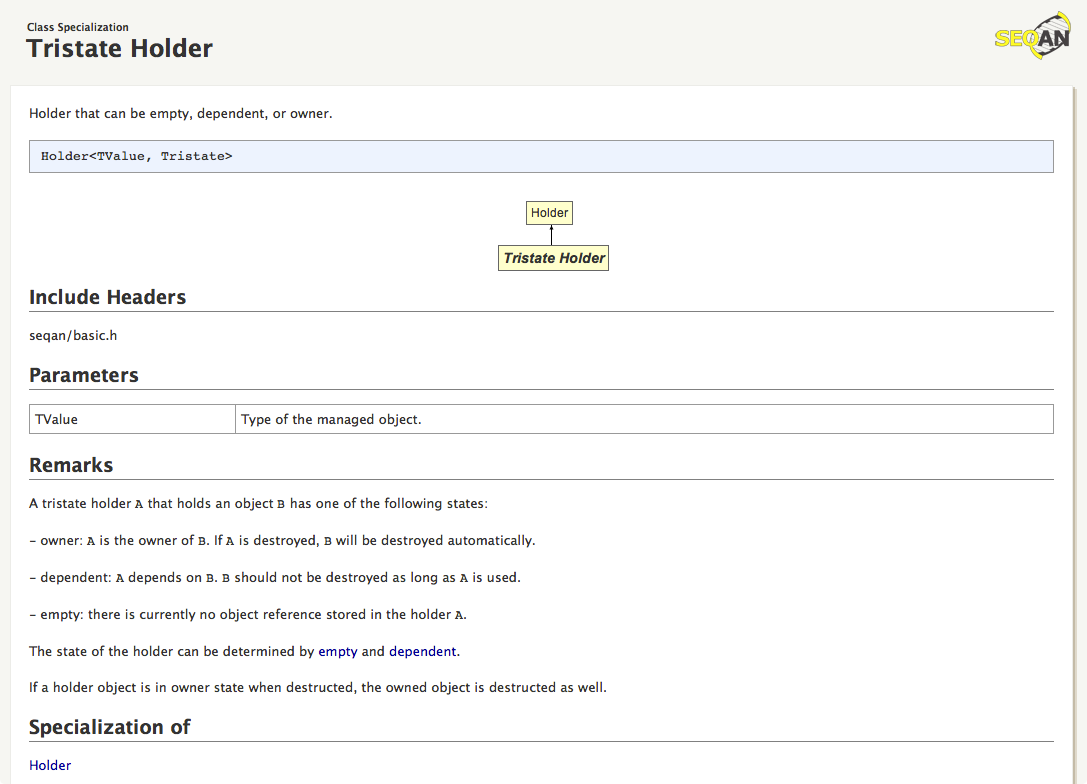 Class Specialization
Tristate Holder
SEQAN
Holder that can be empty, dependent, or owner.
Holder<TValue, Tristate>
Holder
Tristate Holder
Include Headers
seqan/basic.h
Parameters
TValue Type of the managed object.
Remarks
A tristate holder A that holds an object B has one of the following states:
- owner: A is the owner of B. If A is destroyed, B will be destroyed automatically.
- dependent: A depends on B. B should not be destroyed as long as A is used.
- empty: there is currently no object reference stored in the holder A.
The state of the holder can be determined by empty and dependent.
If a holder object is in owner state when destructed, the owned object is destructed as well.
Specialization of
Holder